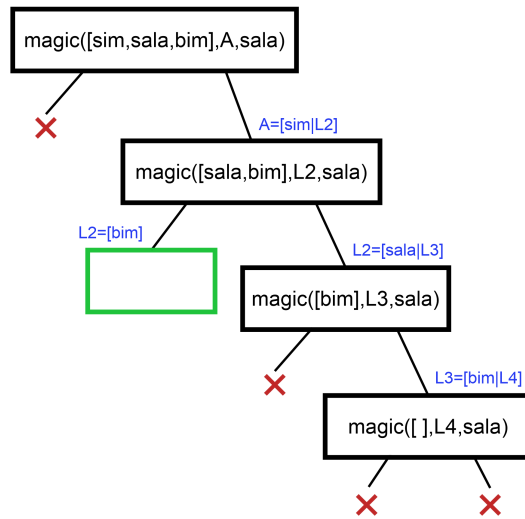 magic([sim,sala,bim],A,sala)
A=[sim|L2]
magic([sala,bim],L2,sala)
L2=[bim]
L2=[sala|L3]
magic([bim],L3,sala)
L3=[bim|L4]
magic([ ],L4,sala)